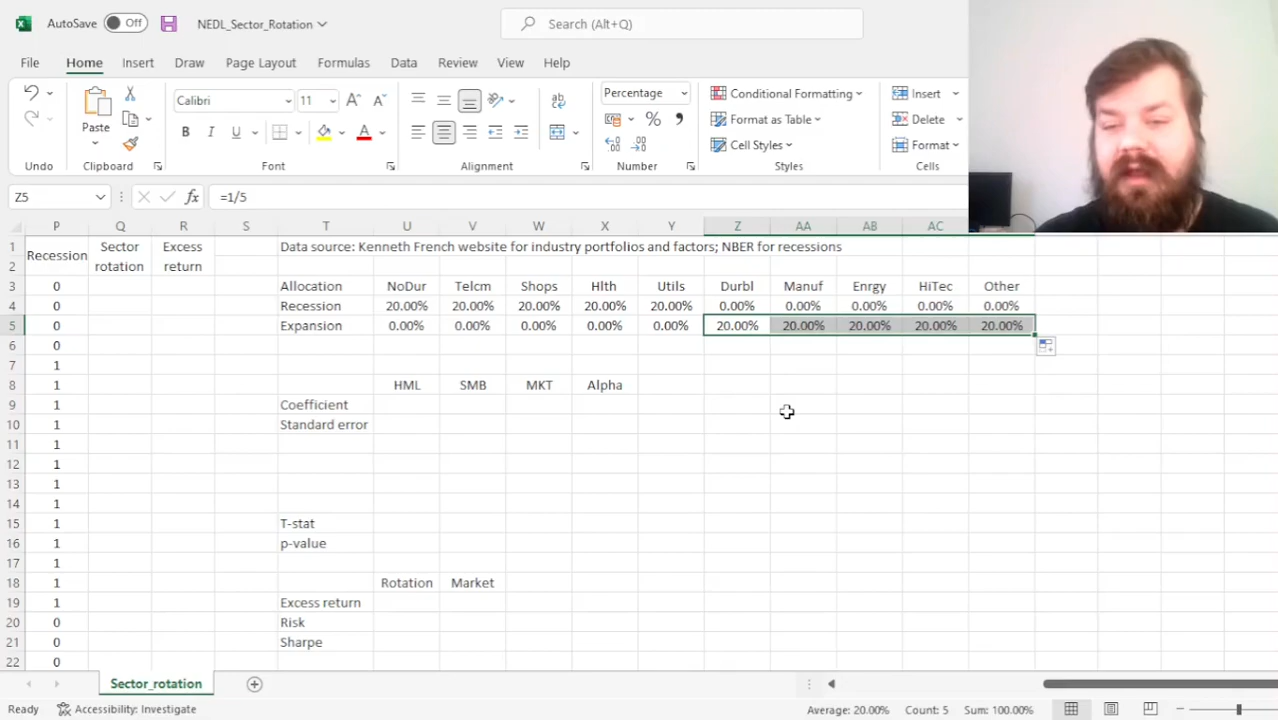 AutoSave Off NEDL_Sector_Rotation Search (Alt+Q)
File Home Insert Draw Page Layout Formulas Data Review View Help
Calibri 11 Percentage Conditional Formatting Insert
Paste Format as Table Delete
B I U A Cell Styles Format
Undo Clipboard Font Alignment Number Styles Cells
Z5 fx =1/5
P Q R S T U V W X Y Z AA AB AC AD
1 Recession Sector Excess Data source: Kenneth French website for industry portfolios and factors; NBER for recessions
2 rotation return
3 0 Allocation NoDur Telcm Shops Hlth Utils Durbl Manuf Enrgy HiTec Other
4 0 Recession 20.00% 20.00% 20.00% 20.00% 20.00% 0.00% 0.00% 0.00% 0.00% 0.00%
5 0 Expansion 0.00% 0.00% 0.00% 0.00% 0.00% 20.00% 20.00% 20.00% 20.00% 20.00%
6 0
7 1
8 1 HML SMB MKT Alpha
9 1 Coefficient
10 1 Standard error
11 1
12 1
13 1
14 1
15 1 T-stat
16 1 p-value
17 1
18 1 Rotation Market
19 1 Excess return
20 0 Risk
21 0 Sharpe
22 0
Sector_rotation
Ready Accessibility: Investigate Average: 20.00% Count: 5 Sum: 100.00%